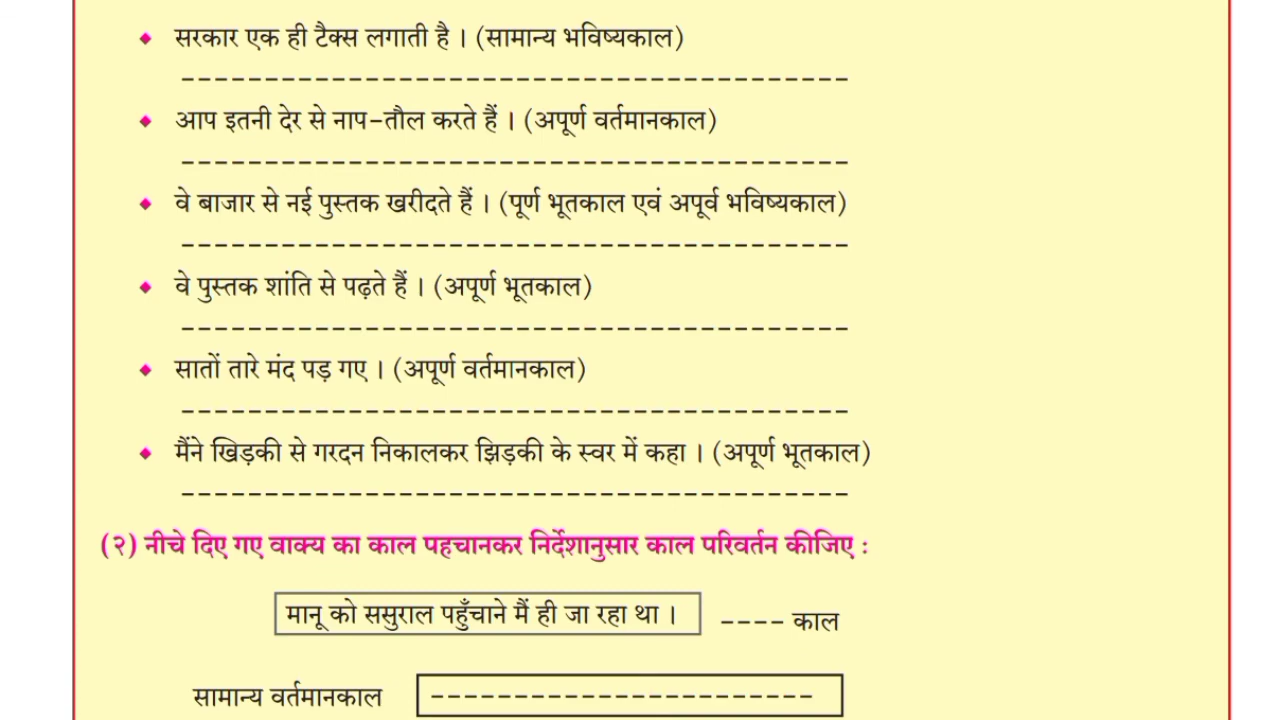 ◆ सरकार एक ही टैक्स लगाती है । (सामान्य भविष्यकाल)
----------------------------------------
◆ आप इतनी देर से नाप-तौल करते हैं । (अपूर्ण वर्तमानकाल)
----------------------------------------
◆ वे बाजार से नई पुस्तक खरीदते हैं । (पूर्ण भूतकाल एवं अपूर्व भविष्यकाल)
----------------------------------------
◆ वे पुस्तक शांति से पढ़ते हैं । (अपूर्ण भूतकाल)
----------------------------------------
◆ सातों तारे मंद पड़ गए । (अपूर्ण वर्तमानकाल)
----------------------------------------
◆ मैंने खिड़की से गरदन निकालकर झिड़की के स्वर में कहा । (अपूर्ण भूतकाल)
----------------------------------------
(२) नीचे दिए गए वाक्य का काल पहचानकर निर्देशानुसार काल परिवर्तन कीजिए :
मानू को ससुराल पहुँचाने मैं ही जा रहा था । ---- काल
सामान्य वर्तमानकाल -----------------------